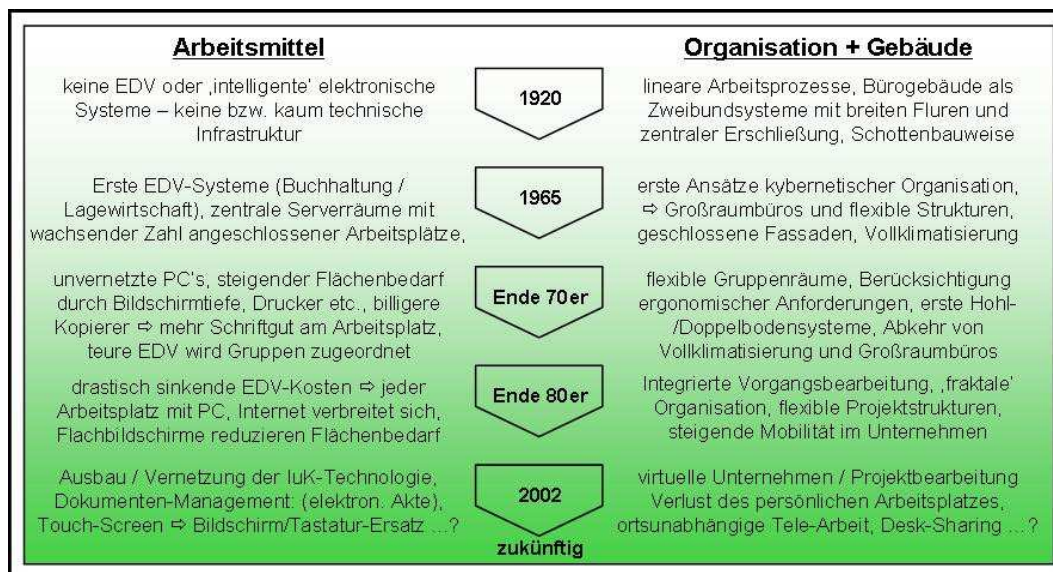 Arbeitsmittel
Organisation + Gebäude
keine EDV oder ‚intelligente‘ elektronische
Systeme – keine bzw. kaum technische
Infrastruktur
1920
lineare Arbeitsprozesse, Bürogebäude als
Zweibundsysteme mit breiten Fluren und
zentraler Erschließung, Schottenbauweise
Erste EDV-Systeme (Buchhaltung /
Lagewirtschaft), zentrale Serverräume mit
wachsender Zahl angeschlossener Arbeitsplätze,
1965
erste Ansätze kybernetischer Organisation,
⇨ Großraumbüros und flexible Strukturen,
geschlossene Fassaden, Vollklimatisierung
unvernetzte PC's, steigender Flächenbedarf
durch Bildschirmtiefe, Drucker etc., billigere
Kopierer ⇨ mehr Schriftgut am Arbeitsplatz,
teure EDV wird Gruppen zugeordnet
Ende 70er
flexible Gruppenräume, Berücksichtigung
ergonomischer Anforderungen, erste Hohl-
/Doppelbodensysteme, Abkehr von
Vollklimatisierung und Großraumbüros
drastisch sinkende EDV-Kosten ⇨ jeder
Arbeitsplatz mit PC, Internet verbreitet sich,
Flachbildschirme reduzieren Flächenbedarf
Ende 80er
Integrierte Vorgangsbearbeitung, ‚fraktale‘
Organisation, flexible Projektstrukturen,
steigende Mobilität im Unternehmen
Ausbau / Vernetzung der IuK-Technologie,
Dokumenten-Management: (elektron. Akte),
Touch-Screen ⇨ Bildschirm/Tastatur-Ersatz ...?
2002
zukünftig
virtuelle Unternehmen / Projektbearbeitung
Verlust des persönlichen Arbeitsplatzes,
ortsunabhängige Tele-Arbeit, Desk-Sharing ...?